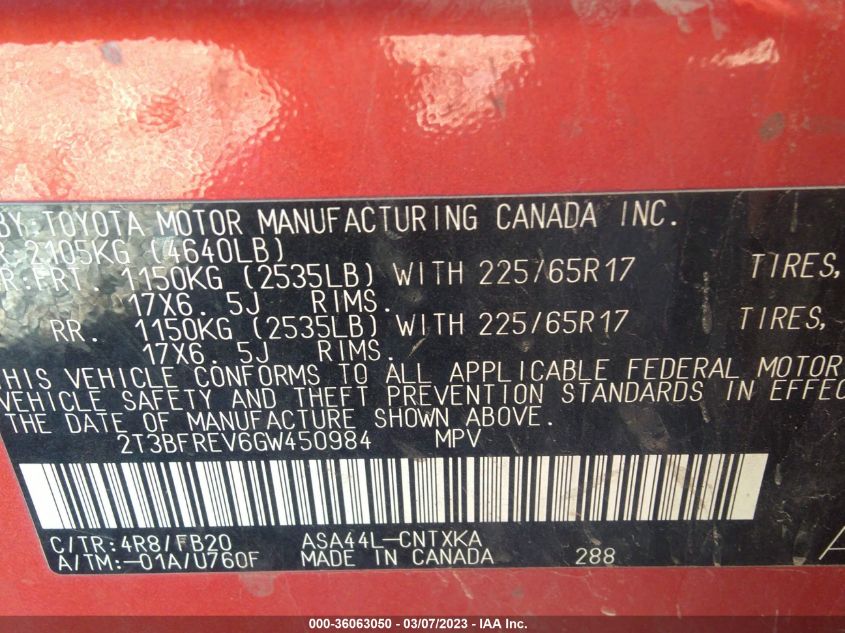 BY: TOYOTA MOTOR MANUFACTURING CANADA INC.
R 2105KG (4640LB)
R: FRT. 1150KG (2535LB) WITH 225/65R17 TIRES,
17X6. 5J RIMS.
RR. 1150KG (2535LB) WITH 225/65R17 TIRES,
17X6. 5J RIMS.
HIS VEHICLE CONFORMS TO ALL APPLICABLE FEDERAL MOTOR
VEHICLE SAFETY AND THEFT PREVENTION STANDARDS IN EFFEC
THE DATE OF MANUFACTURE SHOWN ABOVE.
2T3BFREV6GW450984 MPV
C/TR: 4R8/FB20 ASA44L-CNTXKA
A/TM:-01A/U760F MADE IN CANADA 288
A
000-36063050 - 03/07/2023 - IAA Inc.